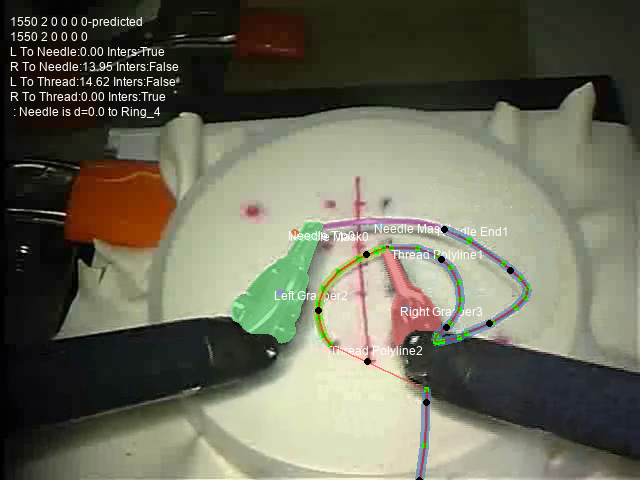 1550 2 0 0 0 0-predicted
1550 2 0 0 0 0
L To Needle:0.00 Inters:True
R To Needle:13.95 Inters:False
L To Thread:14.62 Inters:False
R To Thread:0.00 Inters:True
: Needle is d=0.0 to Ring_4
Needle End1
Thread Polyline1
Left Grasper2
Right Grasper3
Thread Polyline2